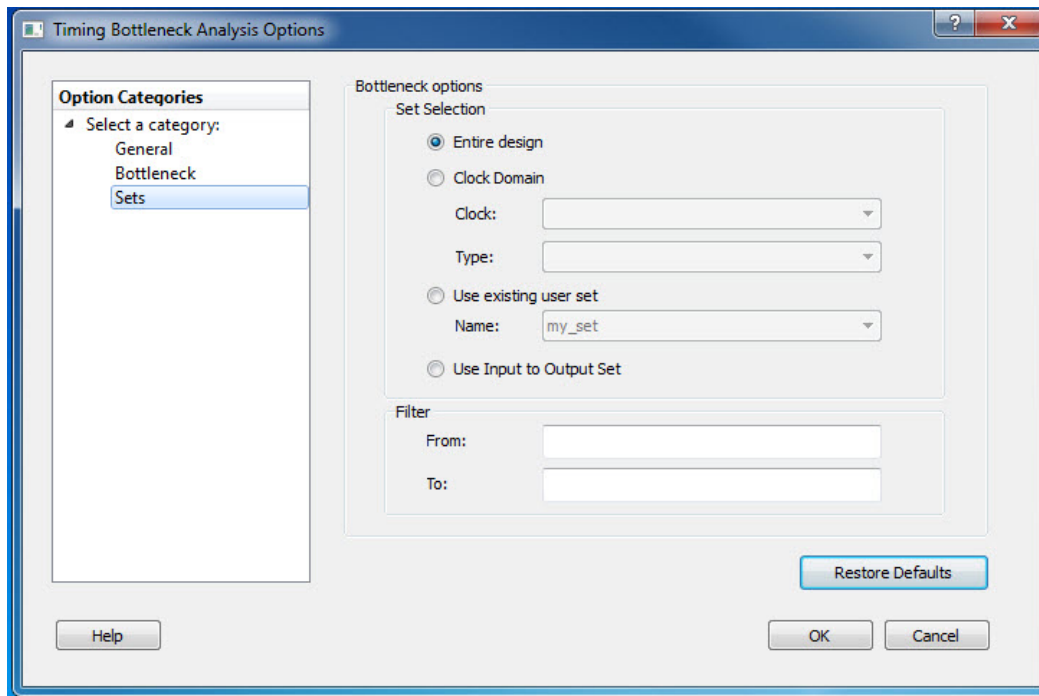 Timing Bottleneck Analysis Options
?
X
Option Categories
Select a category:
General
Bottleneck
Sets
Bottleneck options
Set Selection
Entire design
Clock Domain
Clock:
Type:
Use existing user set
Name: my_set
Use Input to Output Set
Filter
From:
To:
Restore Defaults
Help OK Cancel